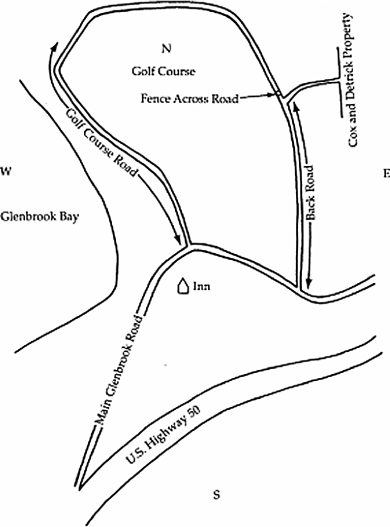 N
Golf Course
Fence Across Road
Cox and Detrick Property
Golf Course Road
W
E
Glenbrook Bay
Back Road
Inn
Main Glenbrook Road
U.S. Highway 50
S